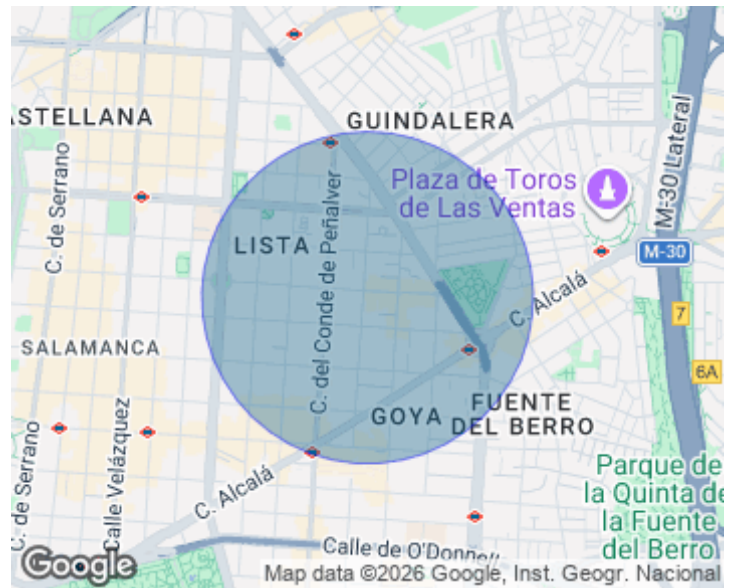 GUINDALERA
ASTELLANA
Plaza de Toros
de Las Ventas
C. de Serrano
C. del Conde de Peñalver
M-30 Lateral
LISTA
M-30
C. Alcalá
7
SALAMANCA
6A
GOYA
FUENTE
DEL BERRO
C. de Serrano
Calle Velázquez
C. Alcalá
Parque de
la Quinta de
la Fuente
del Berro
Calle de O'Donnell
Google
Map data ©2026 Google, Inst. Geogr. Nacional